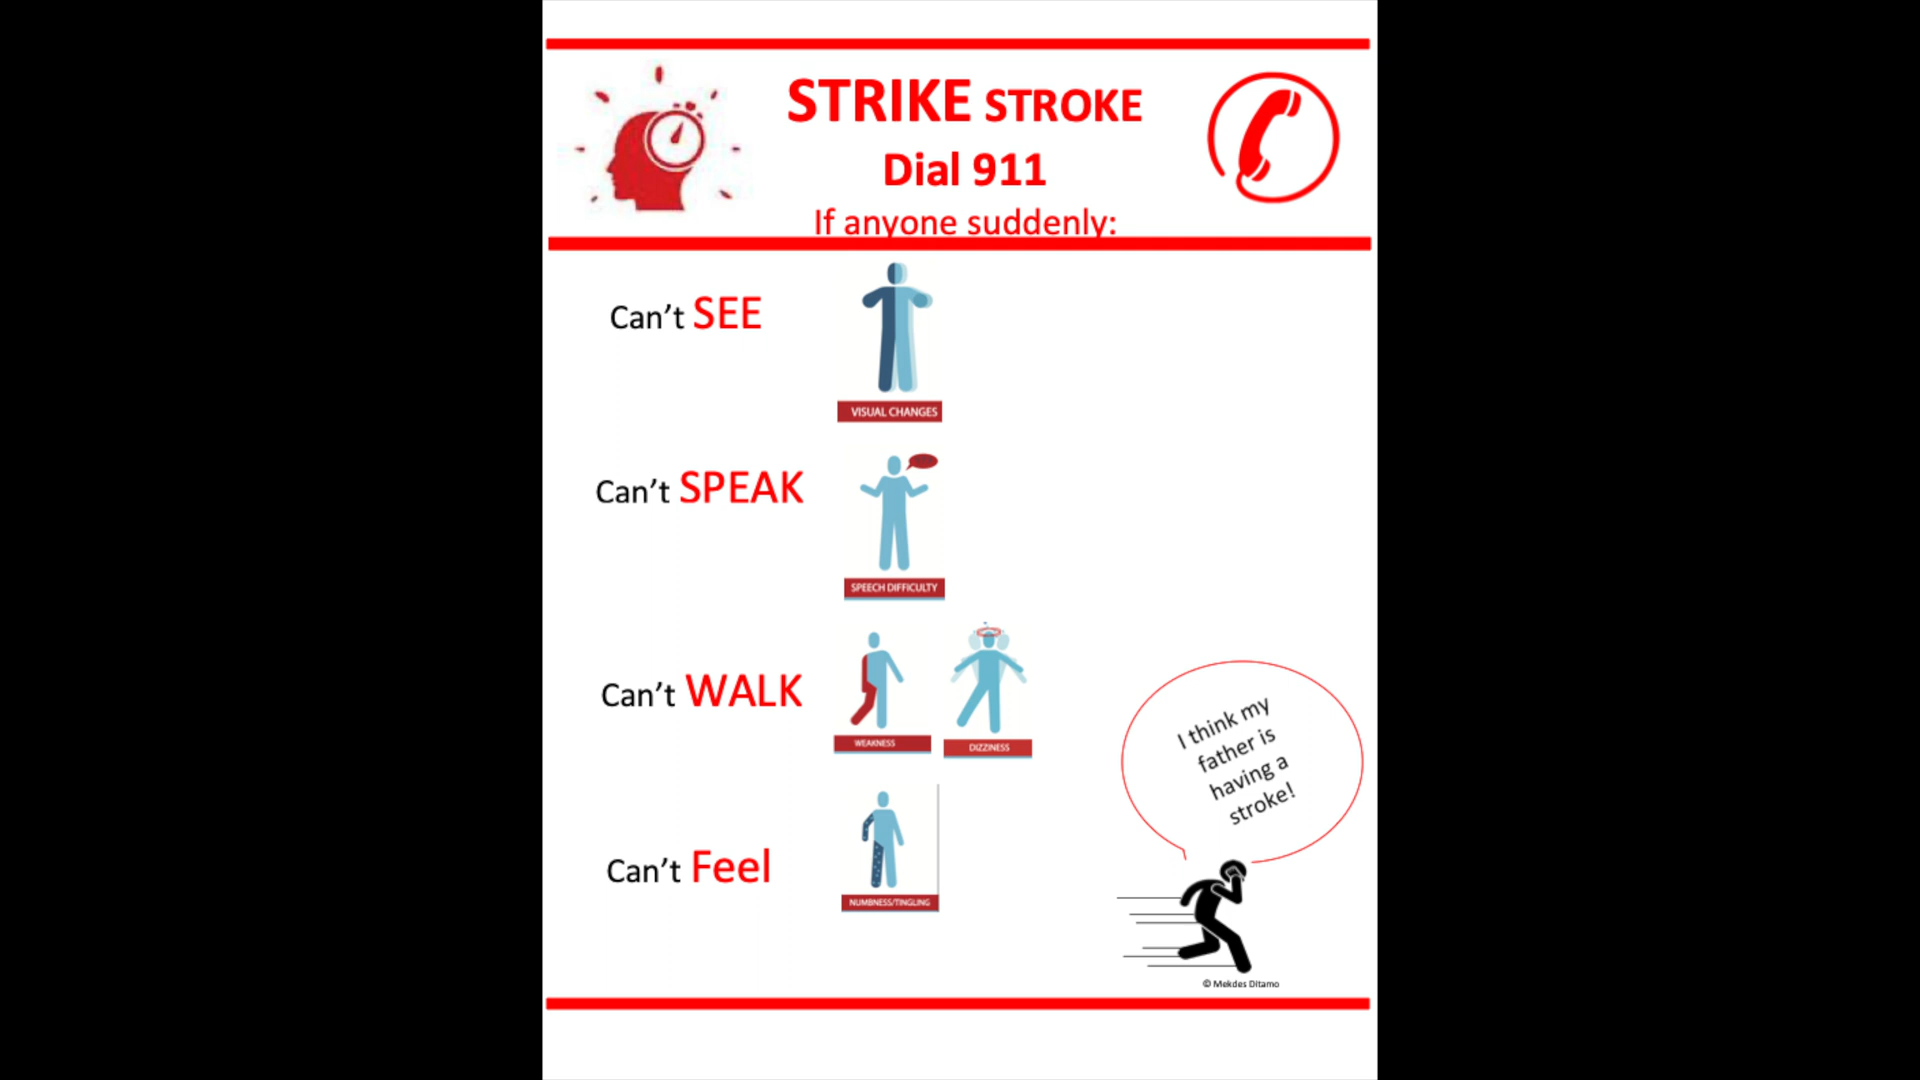 STRIKE STROKE
Dial 911
If anyone suddenly:
Can't SEE
VISUAL CHANGES
Can't SPEAK
SPEECH DIFFICULTY
Can't WALK
WEAKNESS
DIZZINESS
I think my
father is
having a
stroke!
Can't Feel
NUMBNESS/TINGLING
© Mekdes Ditamo